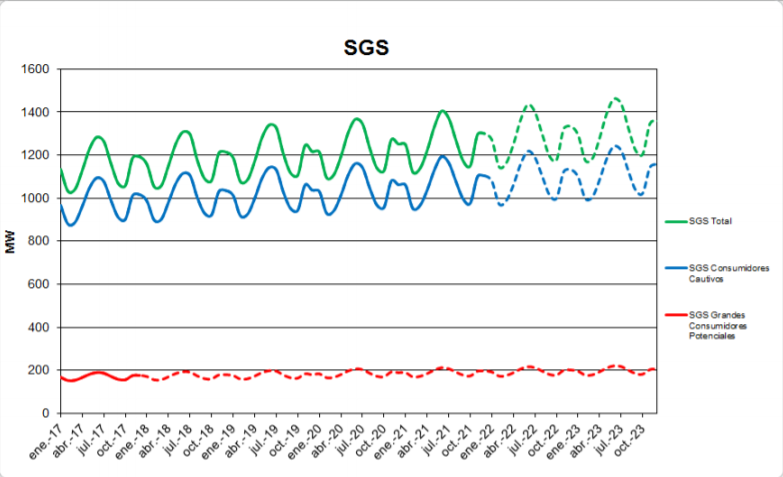 SGS
1600
1400
1200
1000
800
600
400
200
0
MW
ene.-17
abr.-17
jul.-17
oct.-17
ene.-18
abr.-18
jul.-18
oct.-18
ene.-19
abr.-19
jul.-19
oct.-19
ene.-20
abr.-20
jul.-20
oct.-20
ene.-21
abr.-21
jul.-21
oct.-21
ene.-22
abr.-22
jul.-22
oct.-22
ene.-23
abr.-23
jul.-23
oct.-23
SGS Total
SGS Consumidores
Cautivos
SGS Grandes
Consumidores
Potenciales